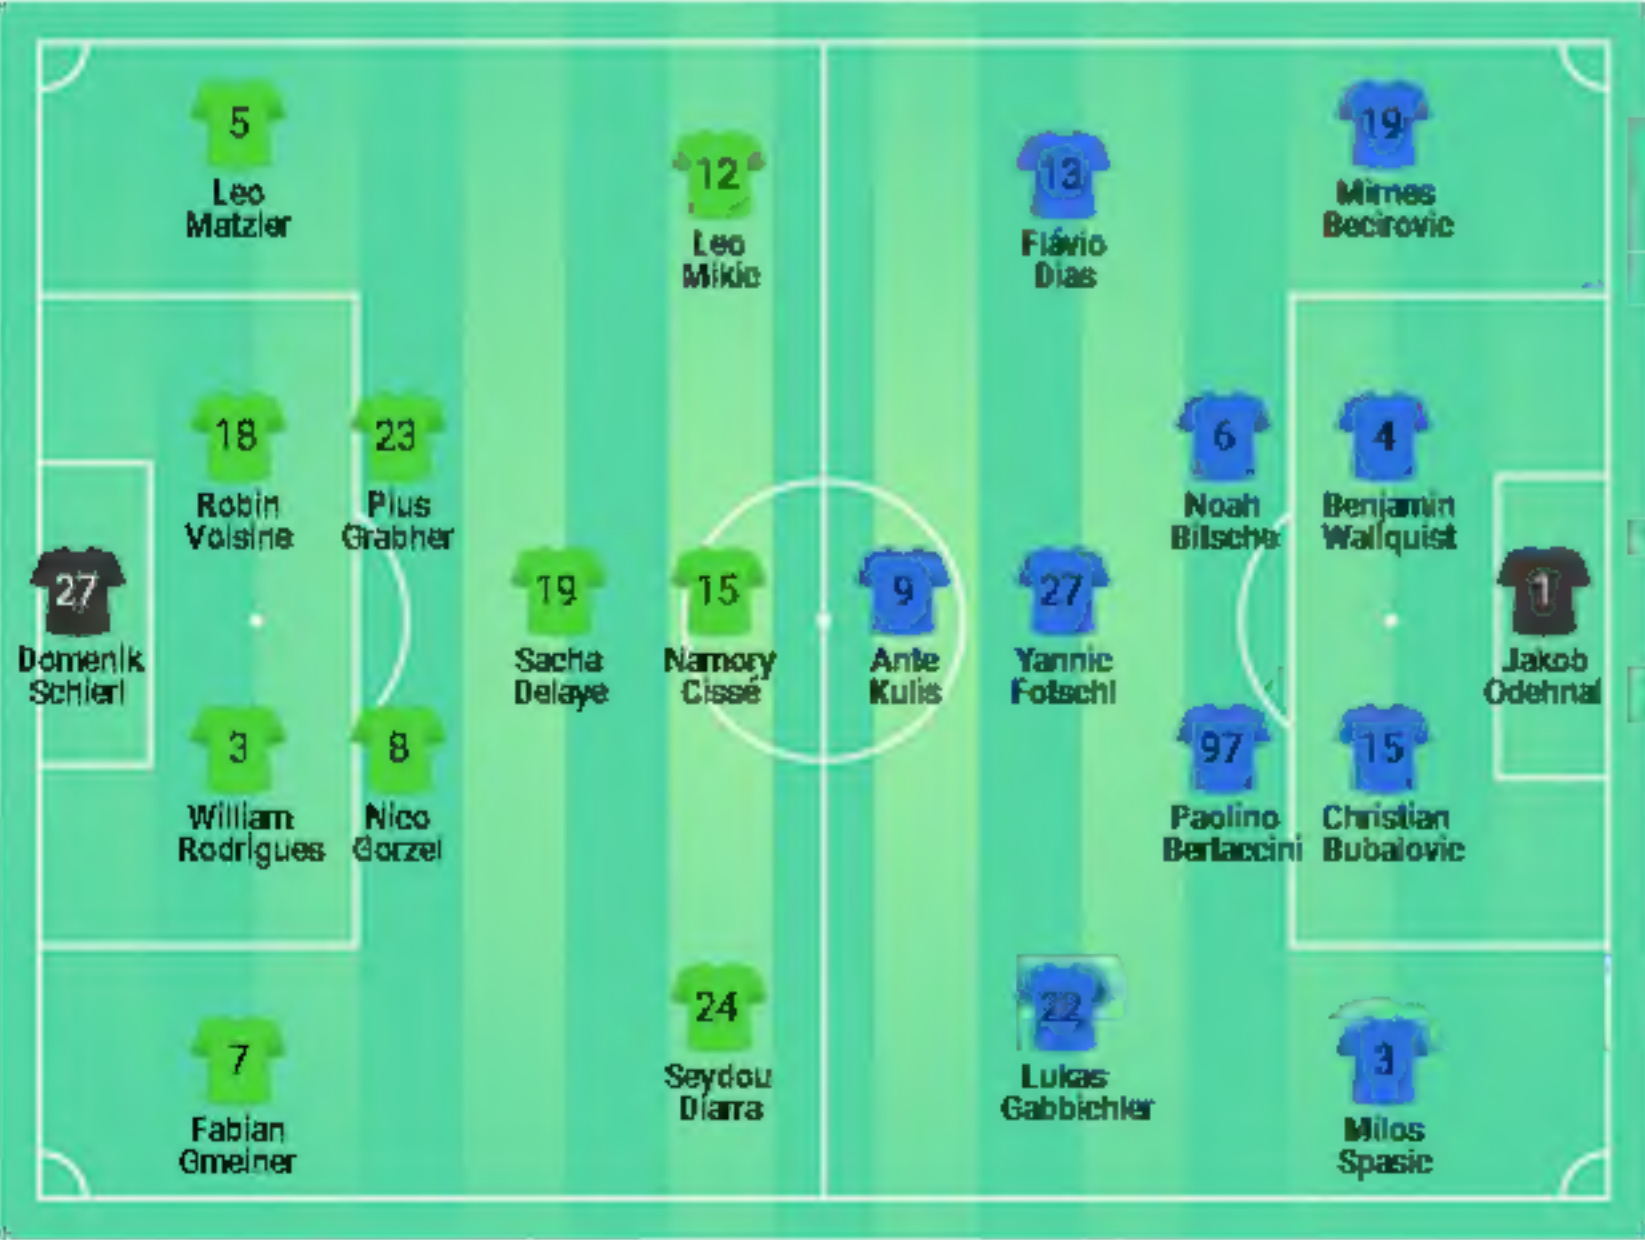 5
Leo
Matzler
12
Leo
Mikic
13
Flávio
Dias
19
Mimes
Becirovic
18
Robin
Voisine
23
Pius
Grabher
6
Noah
Bitsche
4
Benjamin
Wallquist
27
Domenik
Schierl
19
Sacha
Delaye
15
Namory
Cissé
9
Ante
Kulis
27
Yannic
Fotschl
1
Jakob
Odehnal
3
William
Rodrigues
8
Nico
Gorzel
97
Paolino
Bertaccini
15
Christian
Bubalovic
24
Seydou
Diarra
22
Lukas
Gabbichler
7
Fabian
Gmeiner
3
Milos
Spasic